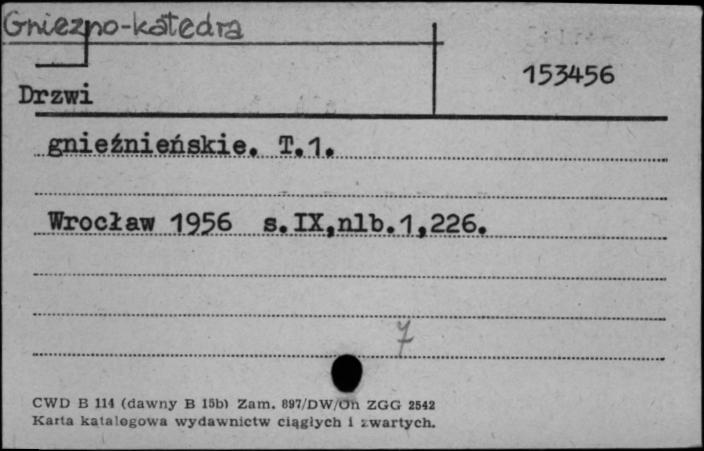 Gniezno-katedra
153456
Drzwi
gnieźnieńskie. T.1.
Wrocław 1956 s.IX,nlb.1,226.
7
CWD B 114 (dawny B 15b) Zam. 897/DW/On ZGG 2542
Karta katalogowa wydawnictw ciągłych i zwartych.